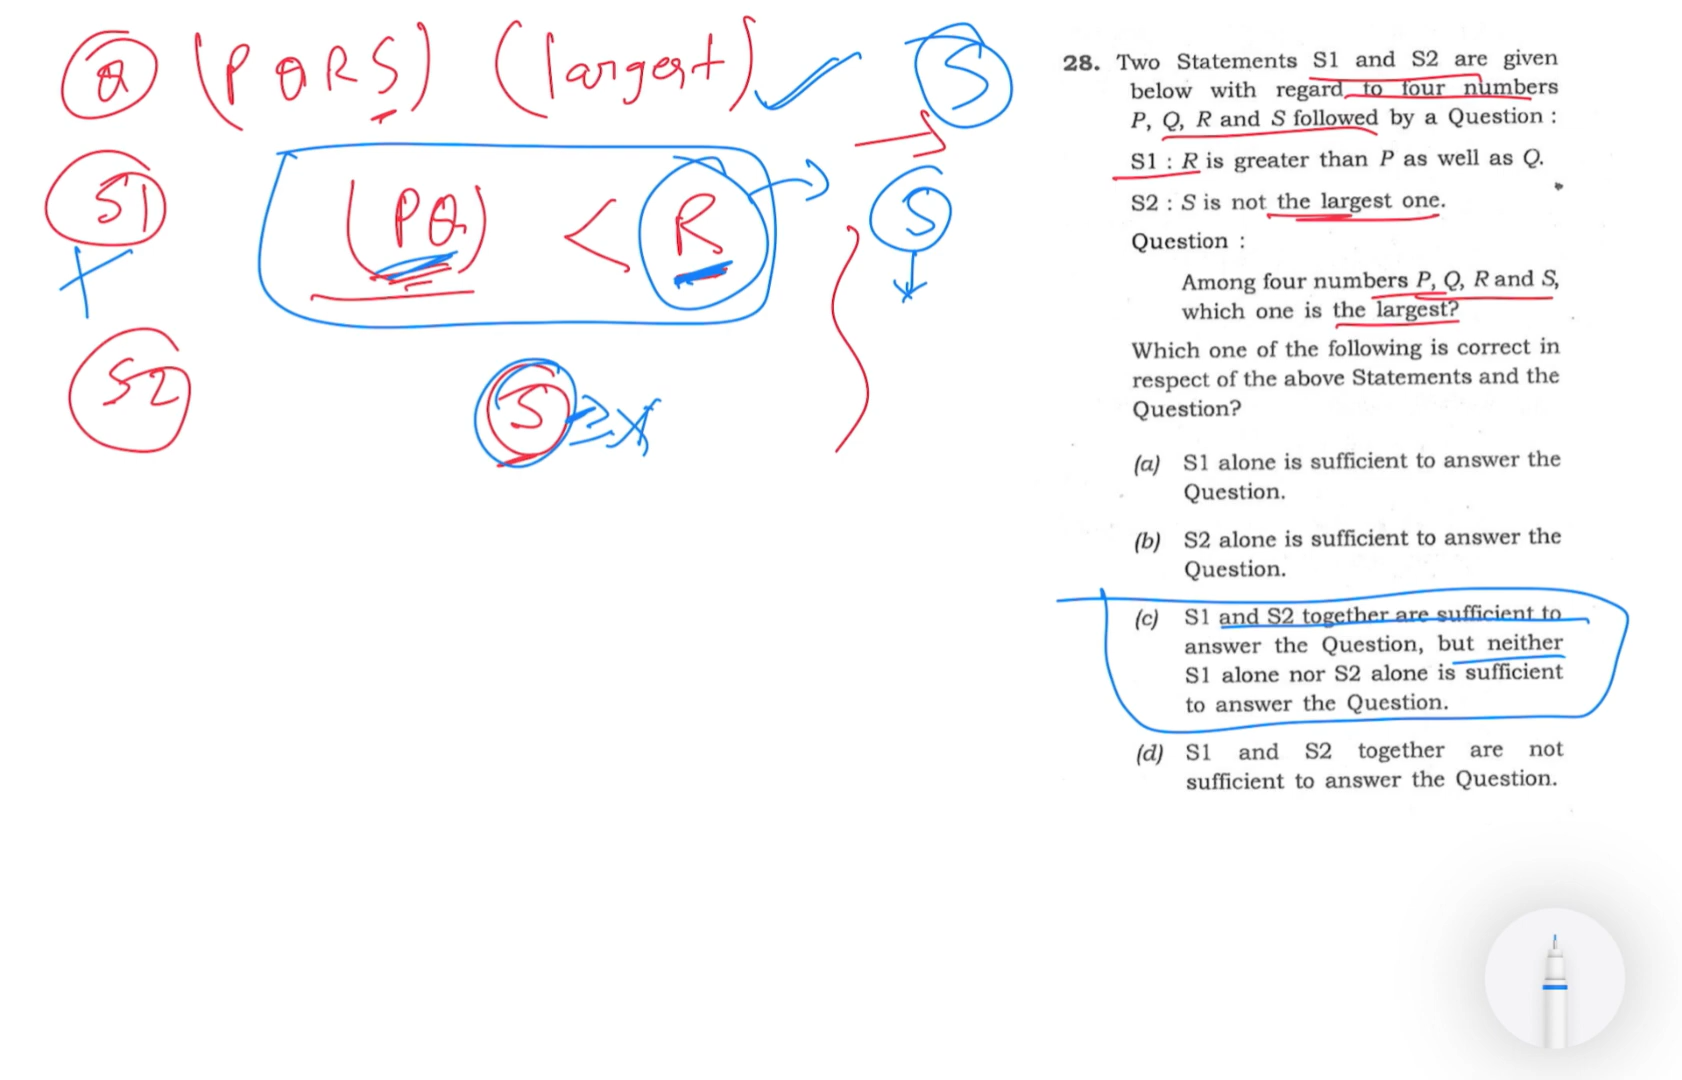 Q (PQRS) (largest) S
S1 (PQ) < R S
S2 S
28. Two Statements S1 and S2 are given
below with regard to four numbers
P, Q, R and S followed by a Question :
S1 : R is greater than P as well as Q.
S2 : S is not the largest one.
Question :
Among four numbers P, Q, R and S,
which one is the largest?
Which one of the following is correct in
respect of the above Statements and the
Question?
(a) S1 alone is sufficient to answer the
Question.
(b) S2 alone is sufficient to answer the
Question.
(c) S1 and S2 together are sufficient to
answer the Question, but neither
S1 alone nor S2 alone is sufficient
to answer the Question.
(d) S1 and S2 together are not
sufficient to answer the Question.